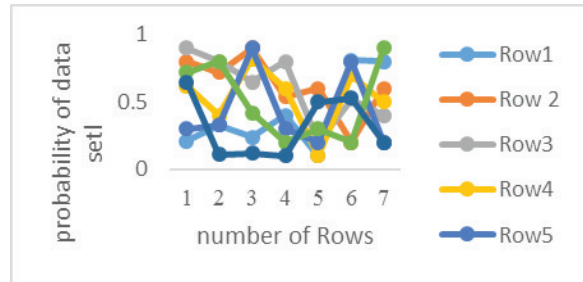 probability of data
setI
1
0.5
0
1 2 3 4 5 6 7
number of Rows
Row1
Row 2
Row3
Row4
Row5